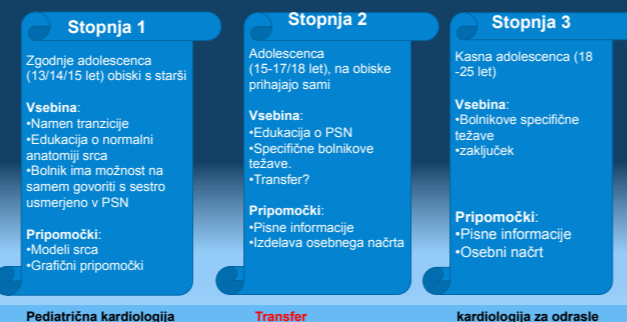 Stopnja 1
Zgodnje adolescenca
(13/14/15 let) obiski s starši
Vsebina:
•Namen tranzicije
•Edukacija o normalni
anatomiji srca
•Bolnik ima možnost na
samem govoriti s sestro
usmerjeno v PSN
Pripomočki:
•Modeli srca
•Grafični pripomočki
Stopnja 2
Adolescenca
(15-17/18 let), na obiske
prihajajo sami
Vsebina:
•Edukacija o PSN
•Specifične bolnikove
težave.
•Transfer?
Pripomočki:
•Pisne informacije
•Izdelava osebnega načrta
Stopnja 3
Kasna adolescenca (18
-25 let)
Vsebina:
•Bolnikove specifične
težave
•zaključek
Pripomočki:
•Pisne informacije
•Osebni načrt
Pediatrična kardiologija
Transfer
kardiologija za odrasle